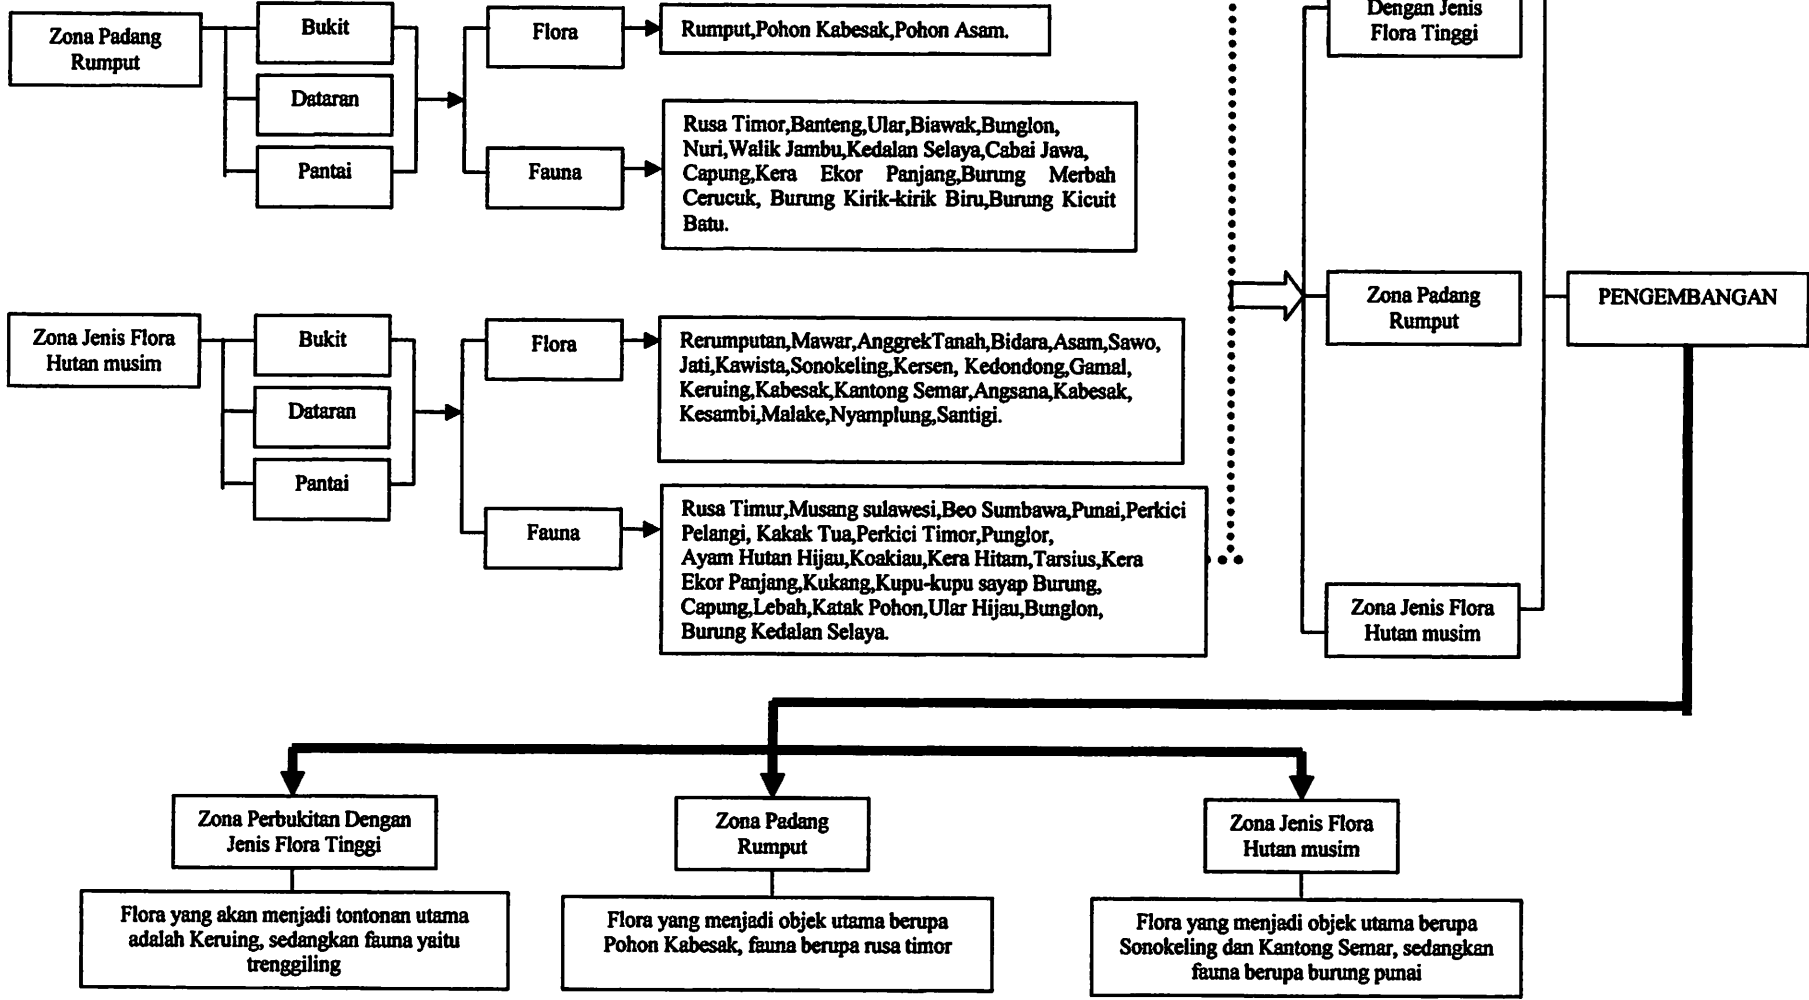 Zona Padang
Rumput
Bukit
Dataran
Pantai
Flora
Rumput,Pohon Kabesak,Pohon Asam.
Fauna
Rusa Timor,Banteng,Ular,Biawak,Bunglon,
Nuri,Walik Jambu,Kedalan Selaya,Cabai Jawa,
Capung,Kera Ekor Panjang,Burung Merbah
Cerucuk, Burung Kirik-kirik Biru,Burung Kicuit
Batu.
Zona Jenis Flora
Hutan musim
Bukit
Dataran
Pantai
Flora
Rerumputan,Mawar,AnggrekTanah,Bidara,Asam,Sawo,
Jati,Kawista,Sonokeling,Kersen, Kedondong,Gamal,
Keruing,Kabesak,Kantong Semar,Angsana,Kabesak,
Kesambi,Malake,Nyamplung,Santigi.
Fauna
Rusa Timur,Musang sulawesi,Beo Sumbawa,Punai,Perkici
Pelangi, Kakak Tua,Perkici Timor,Punglor,
Ayam Hutan Hijau,Koakiau,Kera Hitam,Tarsius,Kera
Ekor Panjang,Kukang,Kupu-kupu sayap Burung,
Capung,Lebah,Katak Pohon,Ular Hijau,Bunglon,
Burung Kedalan Selaya.
Dengan Jenis
Flora Tinggi
Zona Padang
Rumput
Zona Jenis Flora
Hutan musim
PENGEMBANGAN
Zona Perbukitan Dengan
Jenis Flora Tinggi
Flora yang akan menjadi tontonan utama
adalah Keruing, sedangkan fauna yaitu
trenggiling
Zona Padang
Rumput
Flora yang menjadi objek utama berupa
Pohon Kabesak, fauna berupa rusa timor
Zona Jenis Flora
Hutan musim
Flora yang menjadi objek utama berupa
Sonokeling dan Kantong Semar, sedangkan
fauna berupa burung punai